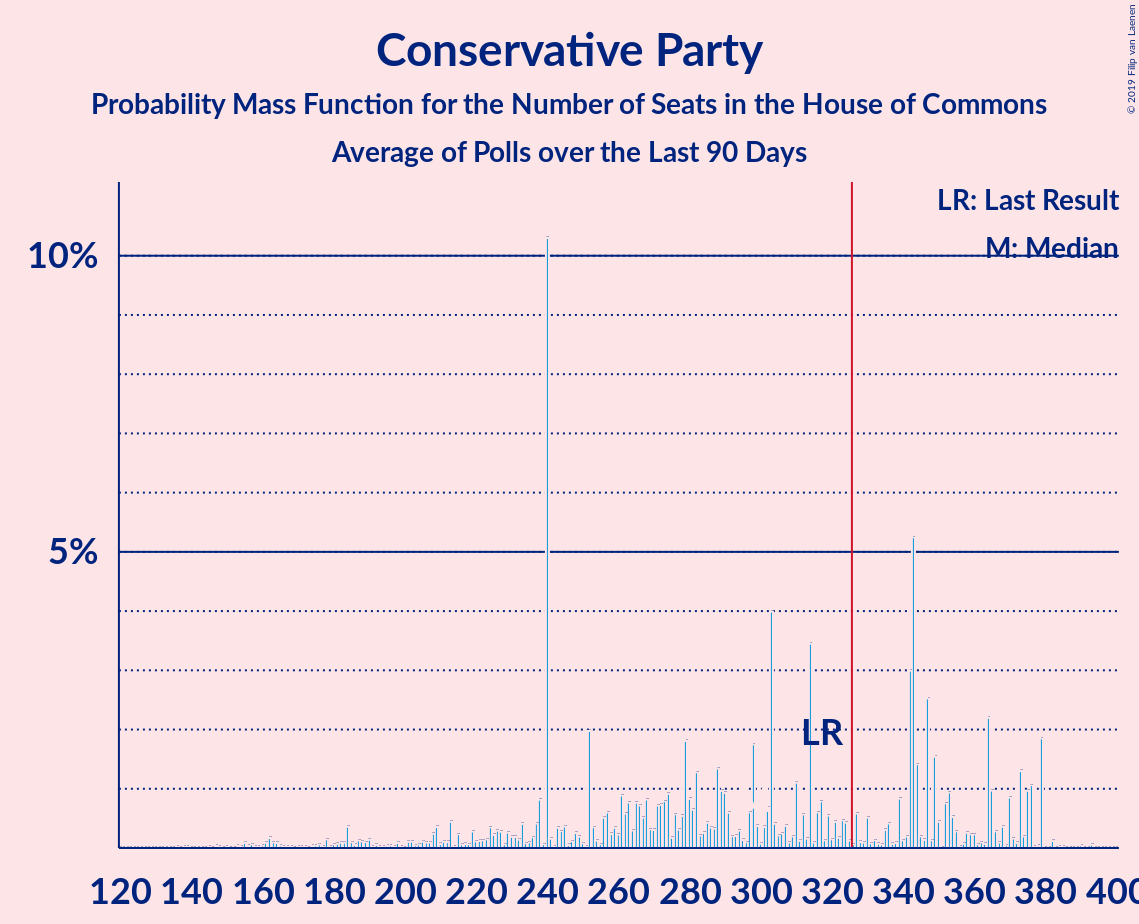 Conservative Party
Probability Mass Function for the Number of Seats in the House of Commons
Average of Polls over the Last 90 Days
© 2019 Filip van Laenen
LR: Last Result
M: Median
10%
5%
LR
120 140 160 180 200 220 240 260 280 300 320 340 360 380 400